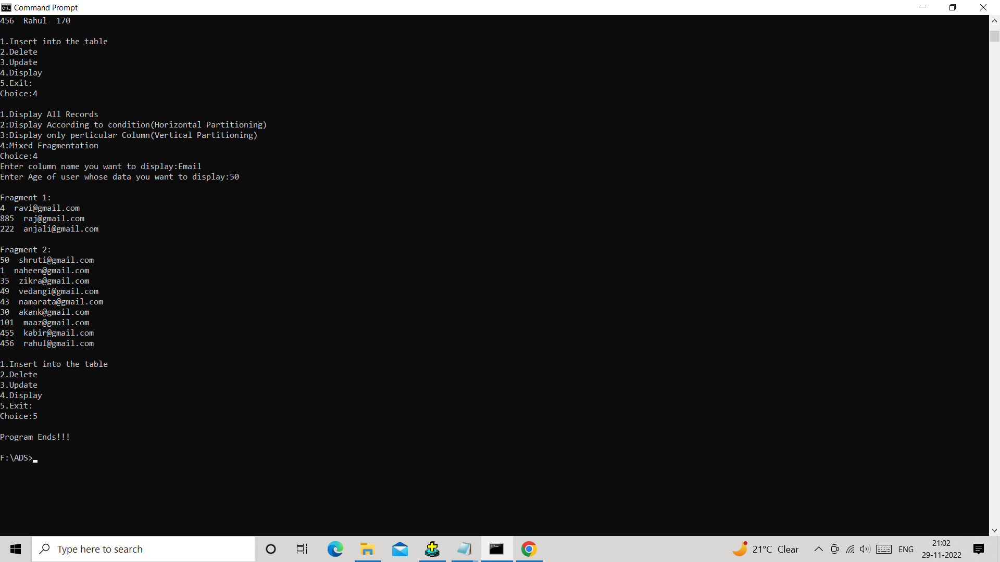 Command Prompt
456  Rahul  170
1.Insert into the table
2.Delete
3.Update
4.Display
5.Exit:
Choice:4
1.Display All Records
2:Display According to condition(Horizontal Partitioning)
3:Display only perticular Column(Vertical Partitioning)
4:Mixed Fragmentation
Choice:4
Enter column name you want to display:Email
Enter Age of user whose data you want to display:50
Fragment 1:
4  ravi@gmail.com
885  raj@gmail.com
222  anjali@gmail.com
Fragment 2:
50  shruti@gmail.com
1  naheen@gmail.com
35  zikra@gmail.com
49  vedangi@gmail.com
43  namarata@gmail.com
30  akank@gmail.com
101  maaz@gmail.com
455  kabir@gmail.com
456  rahul@gmail.com
1.Insert into the table
2.Delete
3.Update
4.Display
5.Exit:
Choice:5
Program Ends!!!
F:\ADS>
Type here to search
21°C Clear
ENG
21:02
29-11-2022